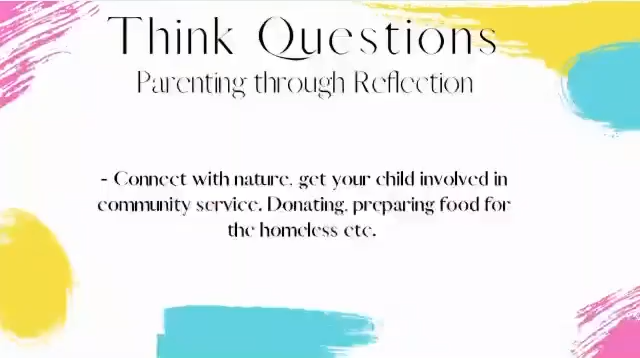 Think Questions
Parenting through Reflection
- Connect with nature, get your child involved in
community service. Donating, preparing food for
the homeless etc.